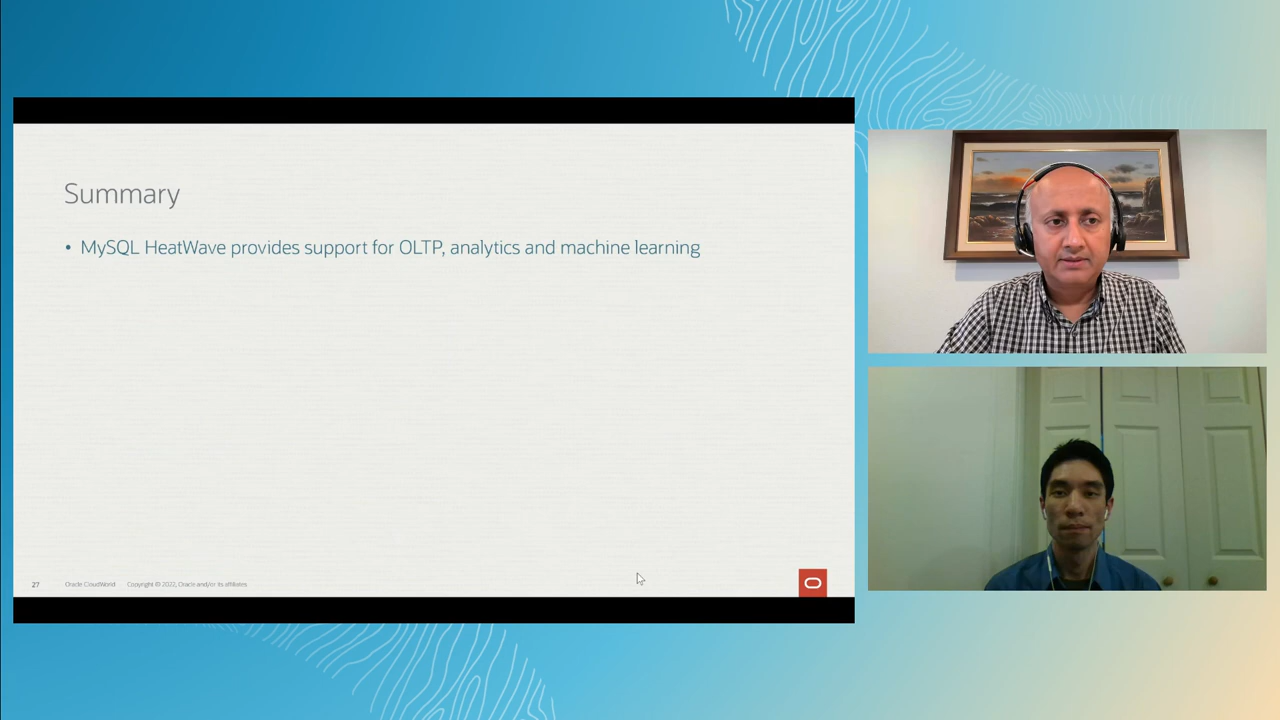 Summary
• MySQL HeatWave provides support for OLTP, analytics and machine learning
27 Oracle CloudWorld Copyright © 2022, Oracle and/or its affiliates